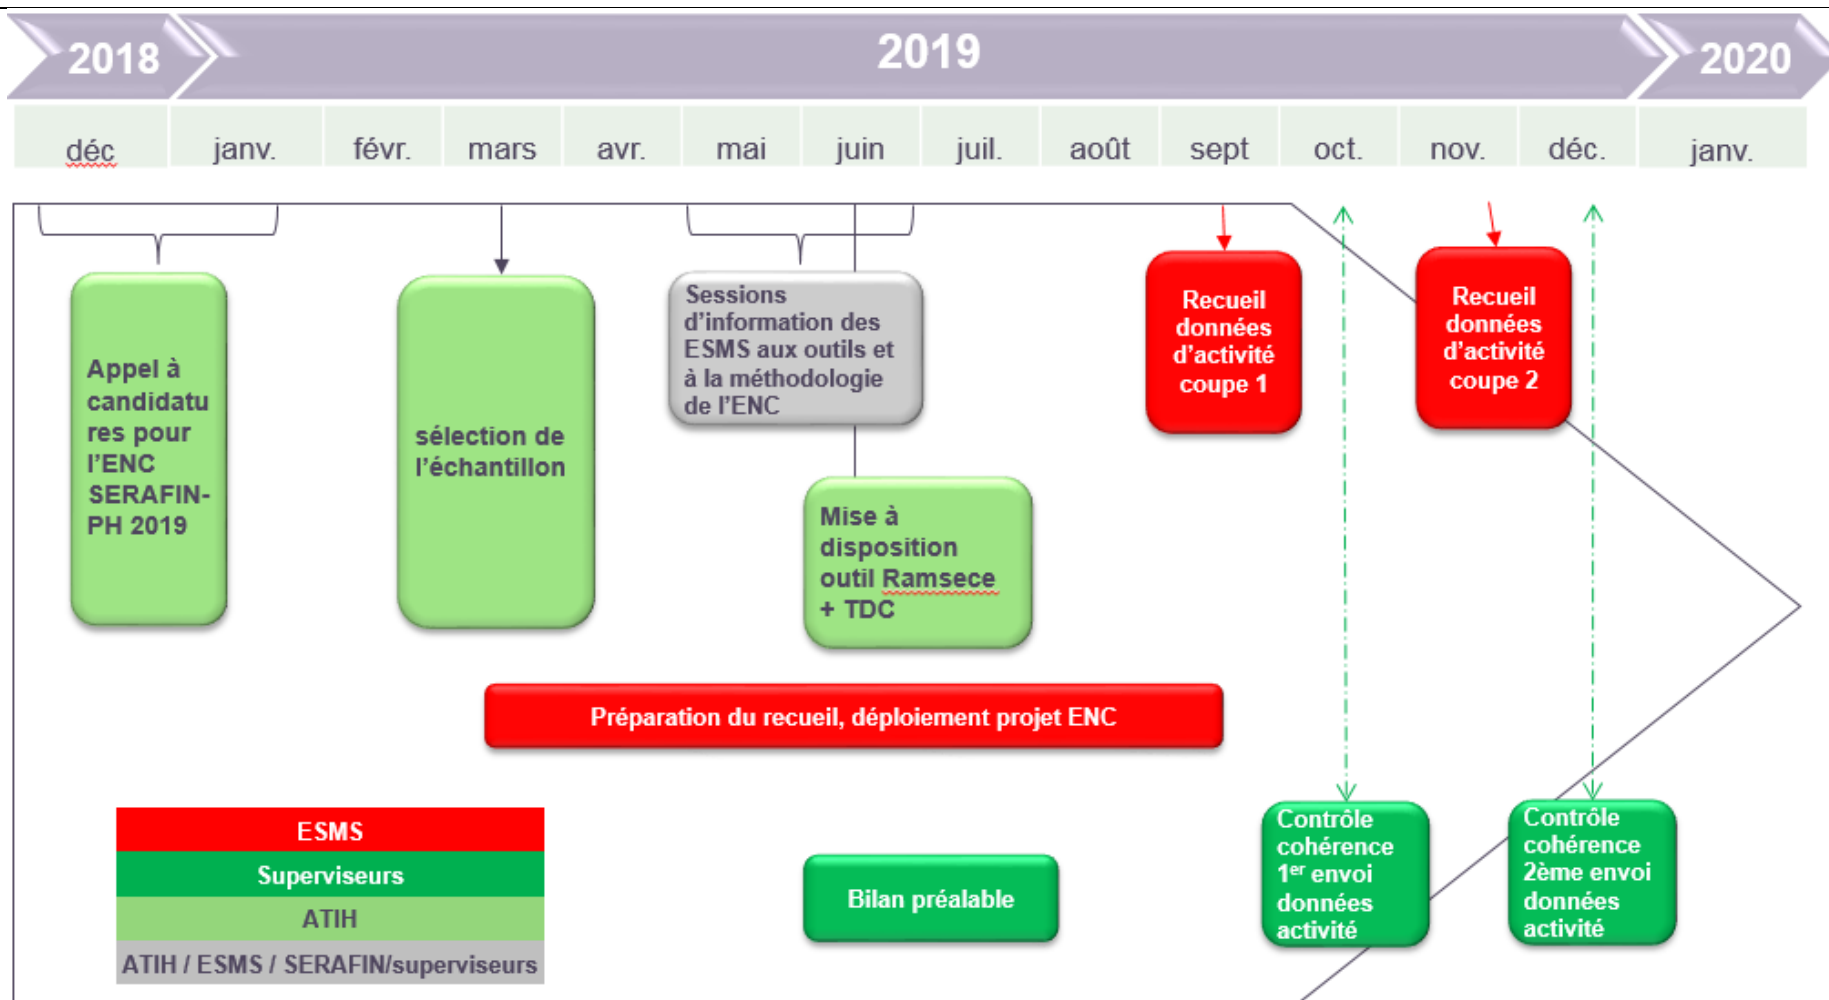 2018
2019
2020
déc
janv.
févr.
mars
avr.
mai
juin
juil.
août
sept
oct.
nov.
déc.
janv.
Appel à
candidatu
res pour
l'ENC
SERAFIN-
PH 2019
sélection de
l'échantillon
Sessions
d'information des
ESMS aux outils et
à la méthodologie
de l'ENC
Mise à
disposition
outil Ramsece
+ TDC
Recueil
données
d'activité
coupe 1
Recueil
données
d'activité
coupe 2
Préparation du recueil, déploiement projet ENC
ESMS
Superviseurs
ATIH
ATIH / ESMS / SERAFIN/superviseurs
Bilan préalable
Contrôle
cohérence
1er envoi
données
activité
Contrôle
cohérence
2ème envoi
données
activité